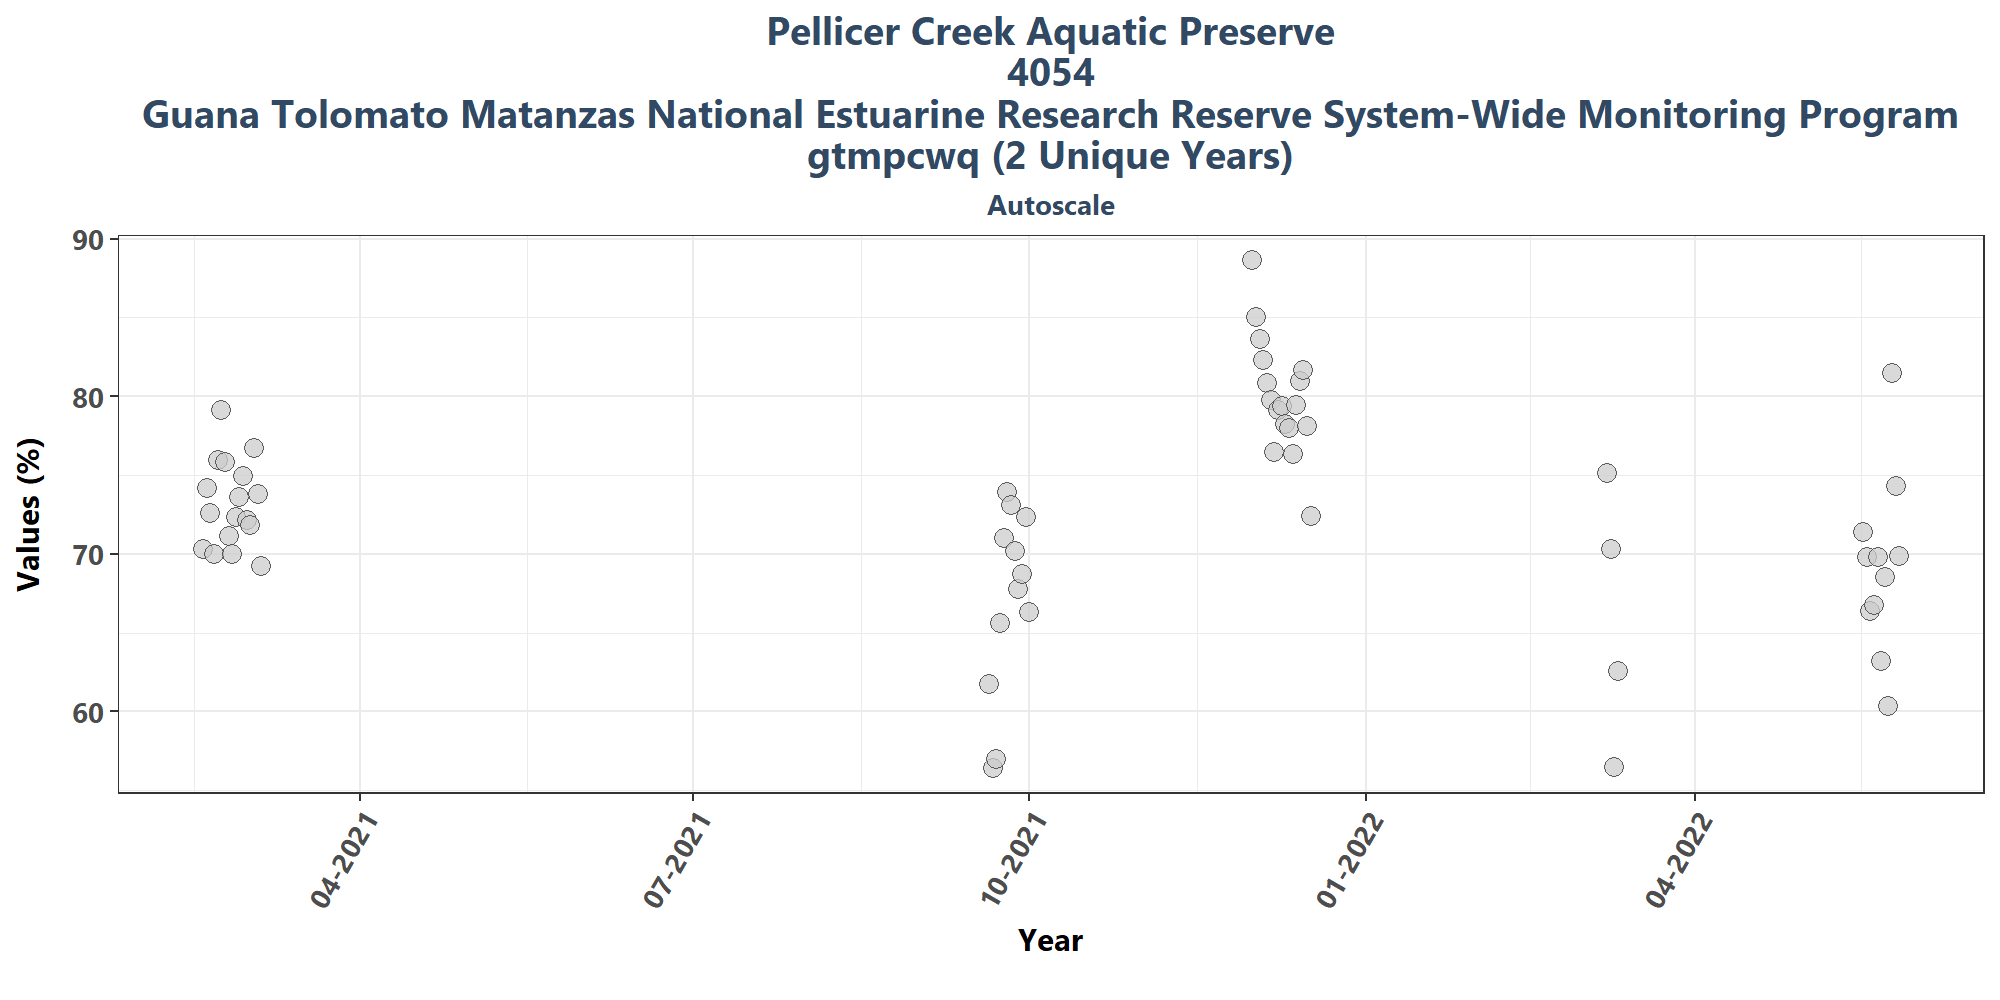 Pellicer Creek Aquatic Preserve
4054
Guana Tolomato Matanzas National Estuarine Research Reserve System-Wide Monitoring Program
gtmpcwq (2 Unique Years)
Autoscale
90
80
70
60
Values (%)
04-2021
07-2021
10-2021
01-2022
04-2022
Year